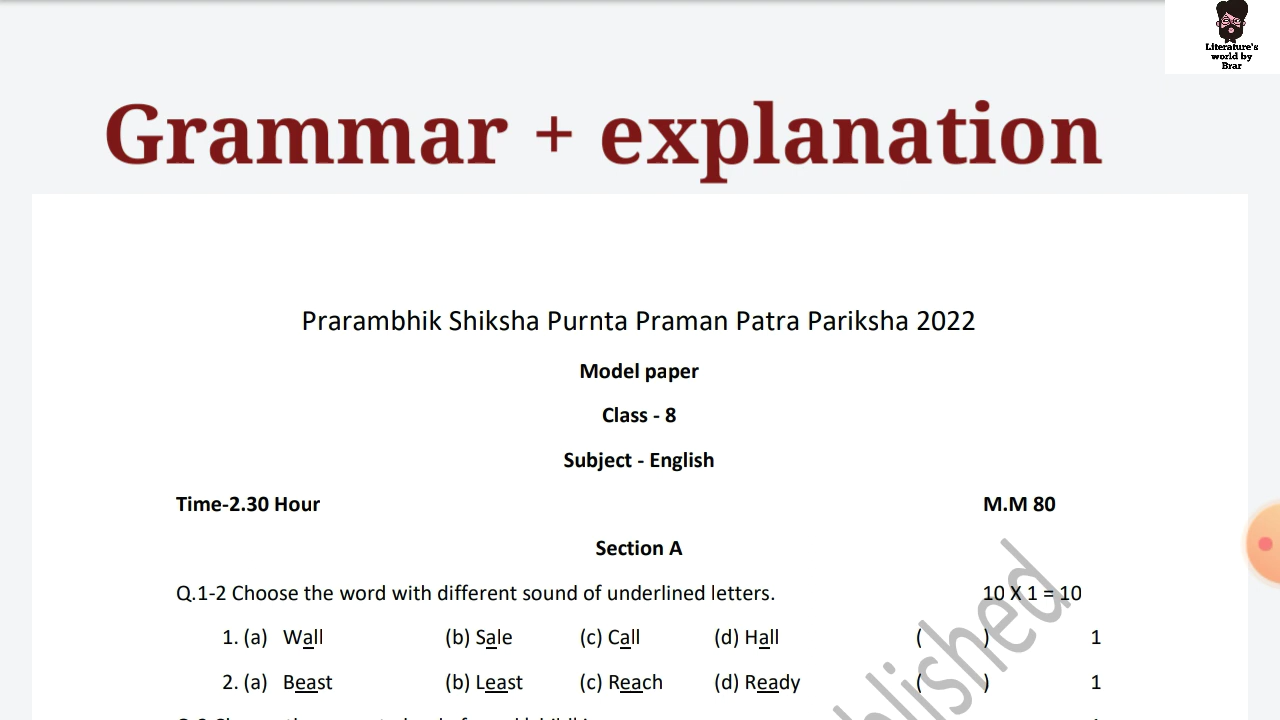 Literature's
world by
Brar
Grammar + explanation
Prarambhik Shiksha Purnta Praman Patra Pariksha 2022
Model paper
Class - 8
Subject - English
Time-2.30 Hour M.M 80
Section A
Q.1-2 Choose the word with different sound of underlined letters. 10 X 1 = 10
1. (a) Wall (b) Sale (c) Call (d) Hall ( ) 1
2. (a) Beast (b) Least (c) Reach (d) Ready ( ) 1